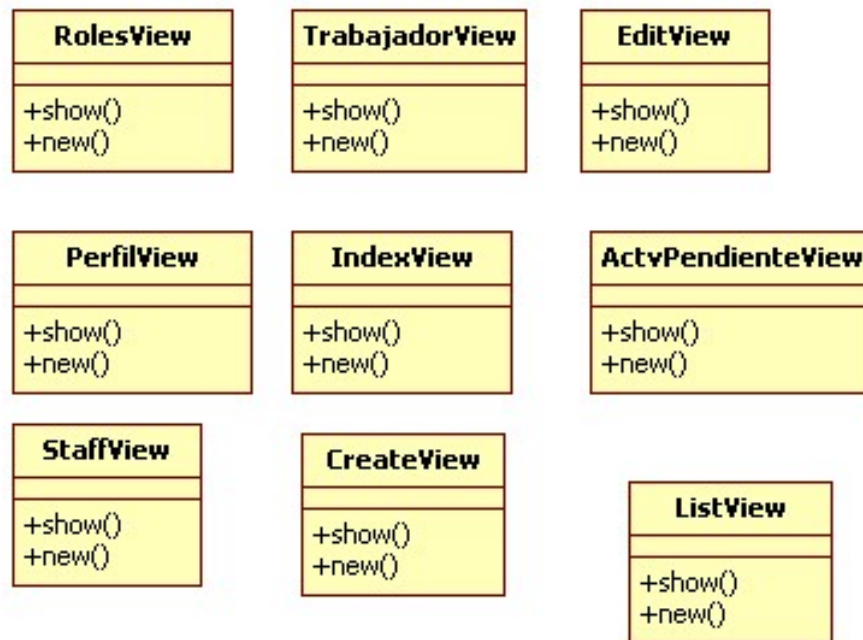 RolesView
+show()
+new()
TrabajadorView
+show()
+new()
EditView
+show()
+new()
PerfilView
+show()
+new()
IndexView
+show()
+new()
ActvPendienteView
+show()
+new()
StaffView
+show()
+new()
CreateView
+show()
+new()
ListView
+show()
+new()